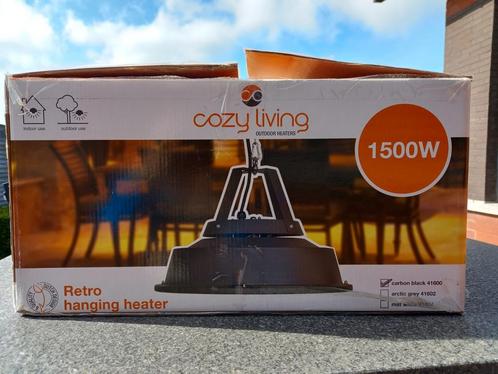 cozy living
OUTDOOR HEATERS
indoor use
outdoor use
1500W
Retro
hanging heater
carbon black 41600
arctic grey 41602